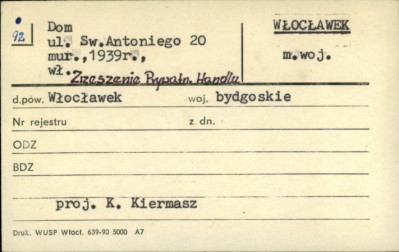 92 Dom WŁOCŁAWEK
ul. Sw.Antoniego 20
mur.,1939r., m.woj.
wł. Zrzeszenie Prywatn. Handlu
d.pow. Włocławek woj. bydgoskie
Nr rejestru z dn.
ODZ
BDZ
proj. K. Kiermasz
Druk. WUSP Włocł. 639-90 5000 A7